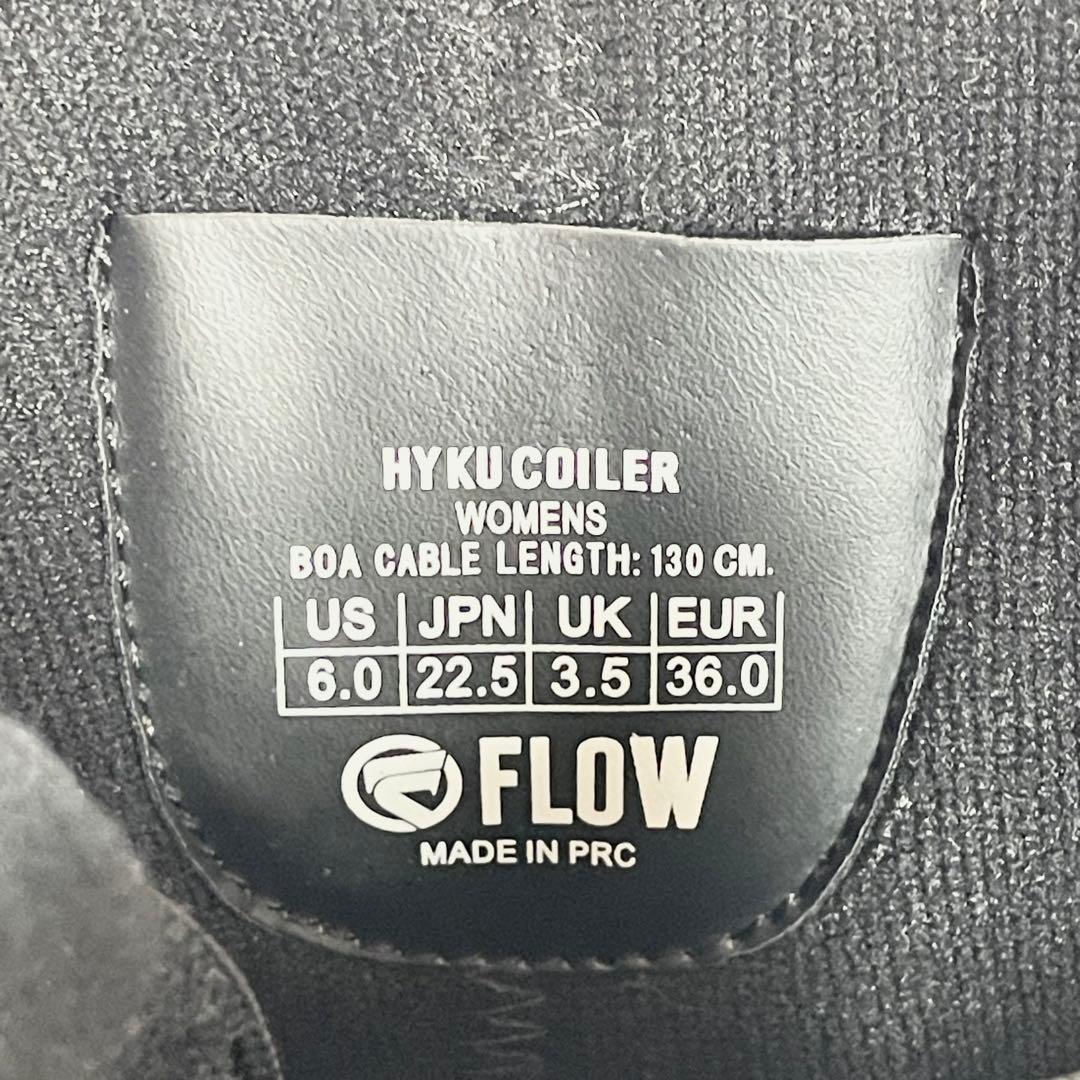 HYKU COILER
WOMENS
BOA CABLE LENGTH: 130 CM.
US JPN UK EUR
6.0 22.5 3.5 36.0
FLOW
MADE IN PRC